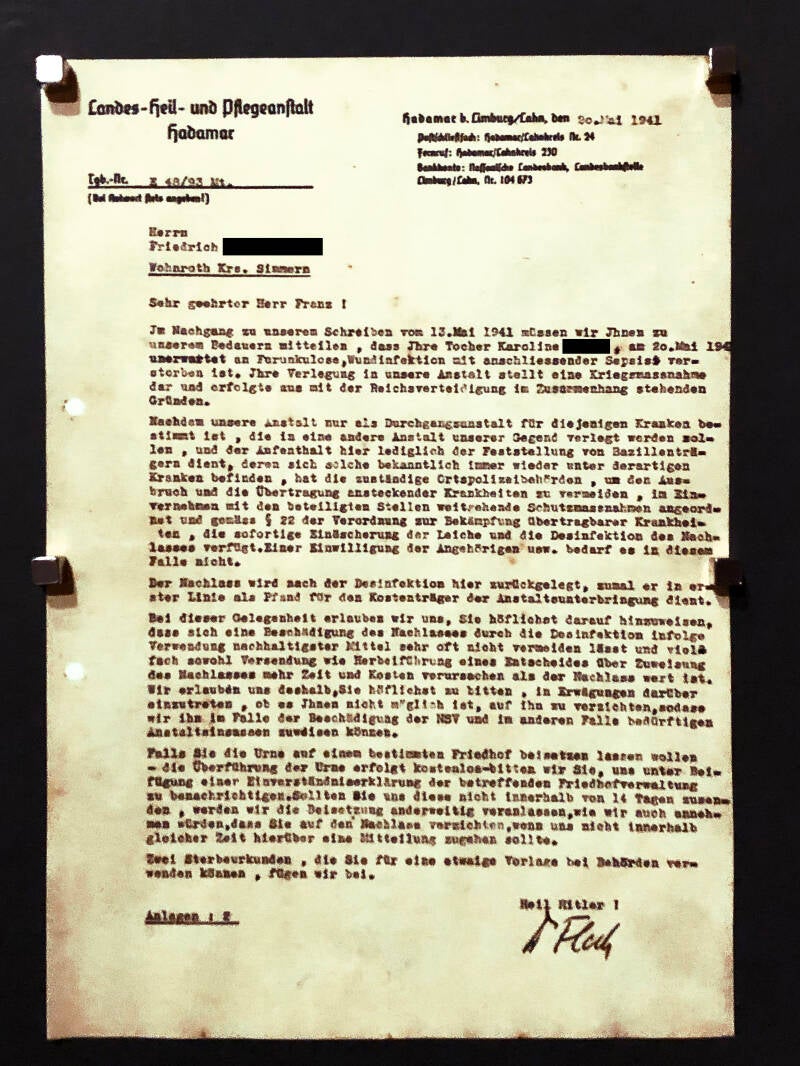 Landes-Heil- und Pflegeanstalt
Hadamar
Hadamar b. Limburg/Lahn, den 20.Mai 1941
Postschließfach: Hadamar/Lahnkreis Nr. 24
Fernruf: Hadamar/Lahnkreis 230
Bankkonto: Nassauische Landesbank, Landesbankstelle
Limburg/Lahn, Nr. 104 673
Tgb.-Nr. E 48/93 Mt.
(Bei Antwort stets angeben!)
Herrn
Friedrich
Wohnroth Krs. Simmern
Sehr geehrter Herr Franz !
Jm Nachgang zu unserem Schreiben vom 13.Mai 1941 müssen wir Jhnen zu
unserem Bedauern mitteilen , dass Jhre Tocher Karoline , am 20.Mai 194
unerwartet an Furunkulose,Wundinfektion mit anschliessender Sepsis ver-
storben ist. Jhre Verlegung in unsere Anstalt stellt eine Kriegsmassnahme
dar und erfolgte aus mit der Reichsverteidigung im Zusammenhang stehenden
Gründen.
Nachdem unsere Anstalt nur als Durchgangsanstalt für diejenigen Kranken be-
stimmt ist , die in eine andere Anstalt unserer Gegend verlegt werden sol-
len , und der Anfenthalt hier lediglich der Feststellung von Bazillenträ-
gern dient, deren sich solche bekanntlich immer wieder unter derartigen
Kranken befinden , hat die zuständige Ortspolizeibehörden , um den Aus-
bruch und die Übertragung ansteckender Krankheiten zu vermeiden , im Ein-
vernehmen mit den beteiligten Stellen weitgehende Schutzmassnahmen angeord-
net und gemäss § 22 der Verordnung zur Bekämpfung übertragbarer Krankhei-
ten , die sofortige Einäscherung der Leiche und die Desinfektion des Nach-
lasses verfügt.Einer Einwilligung der Angehörigen usw. bedarf es in diesem
Falle nicht.
Der Nachlass wird nach der Desinfektion hier zurückgelegt, zumal er in er-
ster Linie als Pfand für den Kostenträger der Anstaltsunterbringung dient.
Bei dieser Gelegenheit erlauben wir uns, Sie höflichst darauf hinzuweisen,
dass sich eine Beschädigung des Nachlasses durch die Desinfektion infolge
Verwendung nachhaltigster Mittel sehr oft nicht vermeiden lässt und viel-
fach sowohl Versendung wie Herbeiführung eines Entscheides über Zuweisung
des Nachlasses mehr Zeit und Kosten verursachen als der Nachlass wert ist.
Wir erlauben uns deshalb,Sie höflichst zu bitten , in Erwägungen darüber
einzutreten , ob es Jhnen nicht möglich ist, auf ihn zu verzichten,sodass
wir ihn im Falle der Beschädigung der NSV und im anderen Falle bedürftigen
Anstaltsinsassen zuweisen können.
Falls Sie die Urne auf einem bestimmten Friedhof beisetzen lassen wollen
- die Überführung der Urne erfolgt kostenlos-bitten wir Sie, uns unter Bei-
fügung einer Einverständniserklärung der betreffenden Friedhofverwaltung
zu benachrichtigen.Sollten Sie uns diese nicht innerhalb von 14 Tagen zusen-
den , werden wir die Beisetzung anderweitig veranlassen,wie wir auch anneh-
men würden,dass Sie auf den Nachlass verzichten,wenn uns nicht innerhalb
gleicher Zeit hierüber eine Mitteilung zugehen sollte.
Zwei Sterbeurkunden , die Sie für eine etwaige Vorlage bei Behörden ver-
wenden können , fügen wir bei.
Heil Hitler !
Anlagen : 2